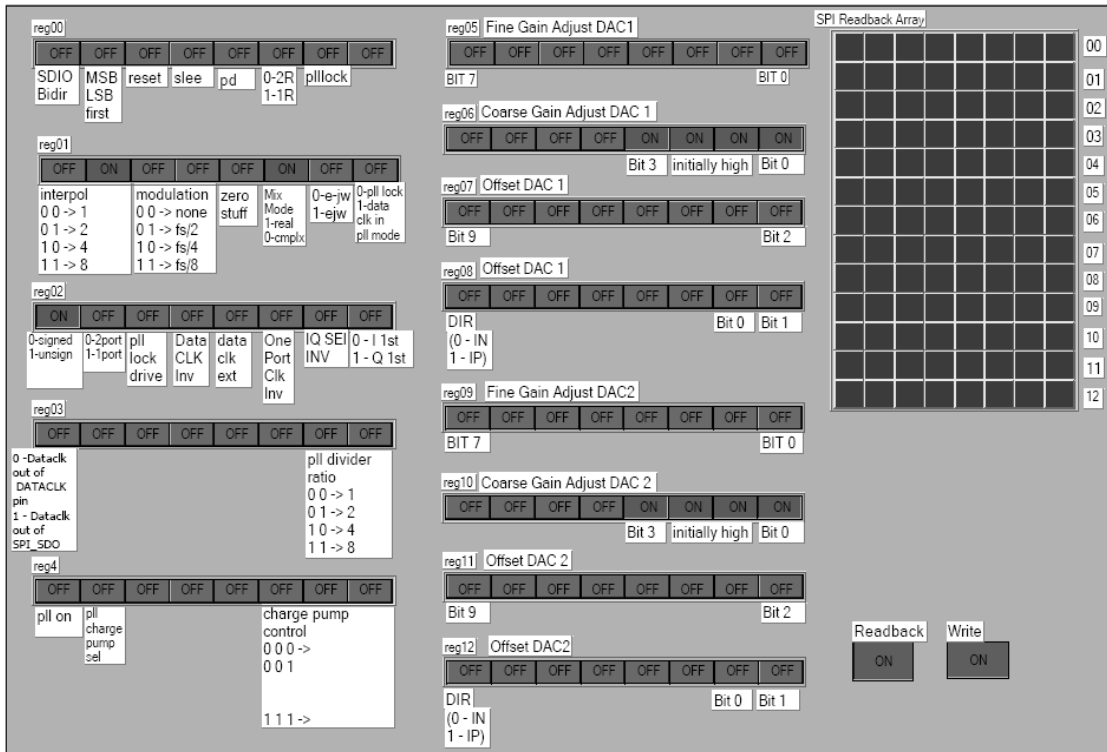 reg00
OFF OFF OFF OFF OFF OFF OFF OFF
SDIO
Bidir
MSB
LSB
first
reset
slee
pd
0-2R
1-1R
plllock
reg01
OFF ON OFF OFF OFF ON OFF OFF
interpol
0 0 -> 1
0 1 -> 2
1 0 -> 4
1 1 -> 8
modulation
0 0 -> none
0 1 -> fs/2
1 0 -> fs/4
1 1 -> fs/8
zero
stuff
Mix
Mode
1-real
0-cmplx
0-e-jw
1-ejw
0-pll lock
1-data
clk in
pll mode
reg02
ON OFF OFF OFF OFF OFF OFF OFF
0-signed
1-unsign
0-2port
1-1port
pll
lock
drive
Data
CLK
Inv
data
clk
ext
One
Port
Clk
Inv
IQ SEl
INV
0 - I 1st
1 - Q 1st
reg03
OFF OFF OFF OFF OFF OFF OFF OFF
0 -Dataclk
out of
DATACLK
pin
1 - Dataclk
out of
SPI_SDO
pll divider
ratio
0 0 -> 1
0 1 -> 2
1 0 -> 4
1 1 -> 8
reg4
OFF OFF OFF OFF OFF OFF OFF OFF
pll on
pll
charge
pump
sel
charge pump
control
0 0 0 ->
0 0 1
1 1 1 ->
reg05 Fine Gain Adjust DAC1
OFF OFF OFF OFF OFF OFF OFF OFF
BIT 7 BIT 0
reg06 Coarse Gain Adjust DAC 1
OFF OFF OFF OFF ON ON ON ON
Bit 3 initially high Bit 0
reg07 Offset DAC 1
OFF OFF OFF OFF OFF OFF OFF OFF
Bit 9 Bit 2
reg08 Offset DAC 1
OFF OFF OFF OFF OFF OFF OFF OFF
DIR
(0 - IN
1 - IP)
Bit 0 Bit 1
reg09 Fine Gain Adjust DAC2
OFF OFF OFF OFF OFF OFF OFF OFF
BIT 7 BIT 0
reg10 Coarse Gain Adjust DAC 2
OFF OFF OFF OFF ON ON ON ON
Bit 3 initially high Bit 0
reg11 Offset DAC 2
OFF OFF OFF OFF OFF OFF OFF OFF
Bit 9 Bit 2
reg12 Offset DAC2
OFF OFF OFF OFF OFF OFF OFF OFF
DIR
(0 - IN
1 - IP)
Bit 0 Bit 1
SPI Readback Array
00
01
02
03
04
05
06
07
08
09
10
11
12
Readback Write
ON ON